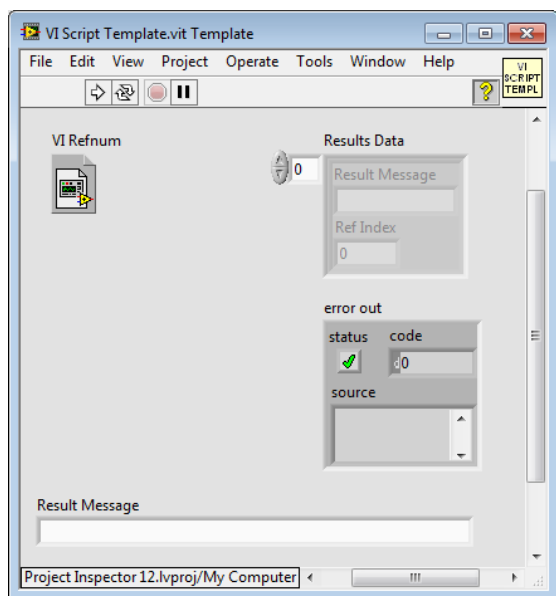 VI Script Template.vit Template
File Edit View Project Operate Tools Window Help
VI
SCRIPT
TEMPL
VI Refnum
Results Data
0
Result Message
Ref Index
0
error out
status code
d0
source
Result Message
Project Inspector 12.lvproj/My Computer